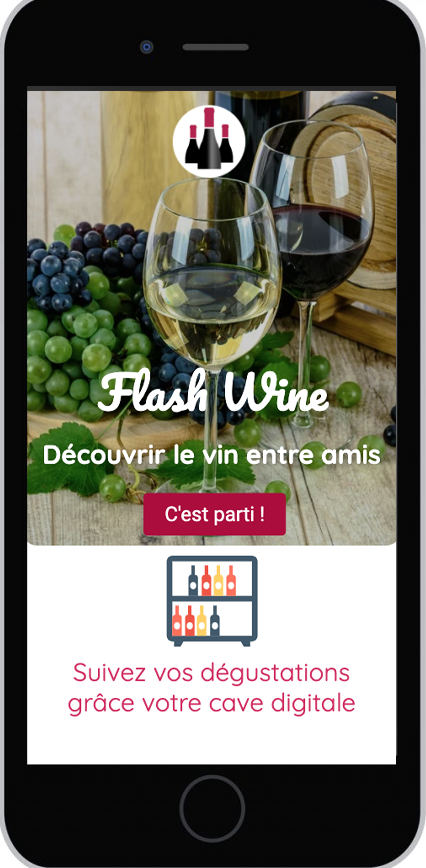 Flash Wine
Découvrir le vin entre amis
C'est parti !
Suivez vos dégustations
grâce votre cave digitale